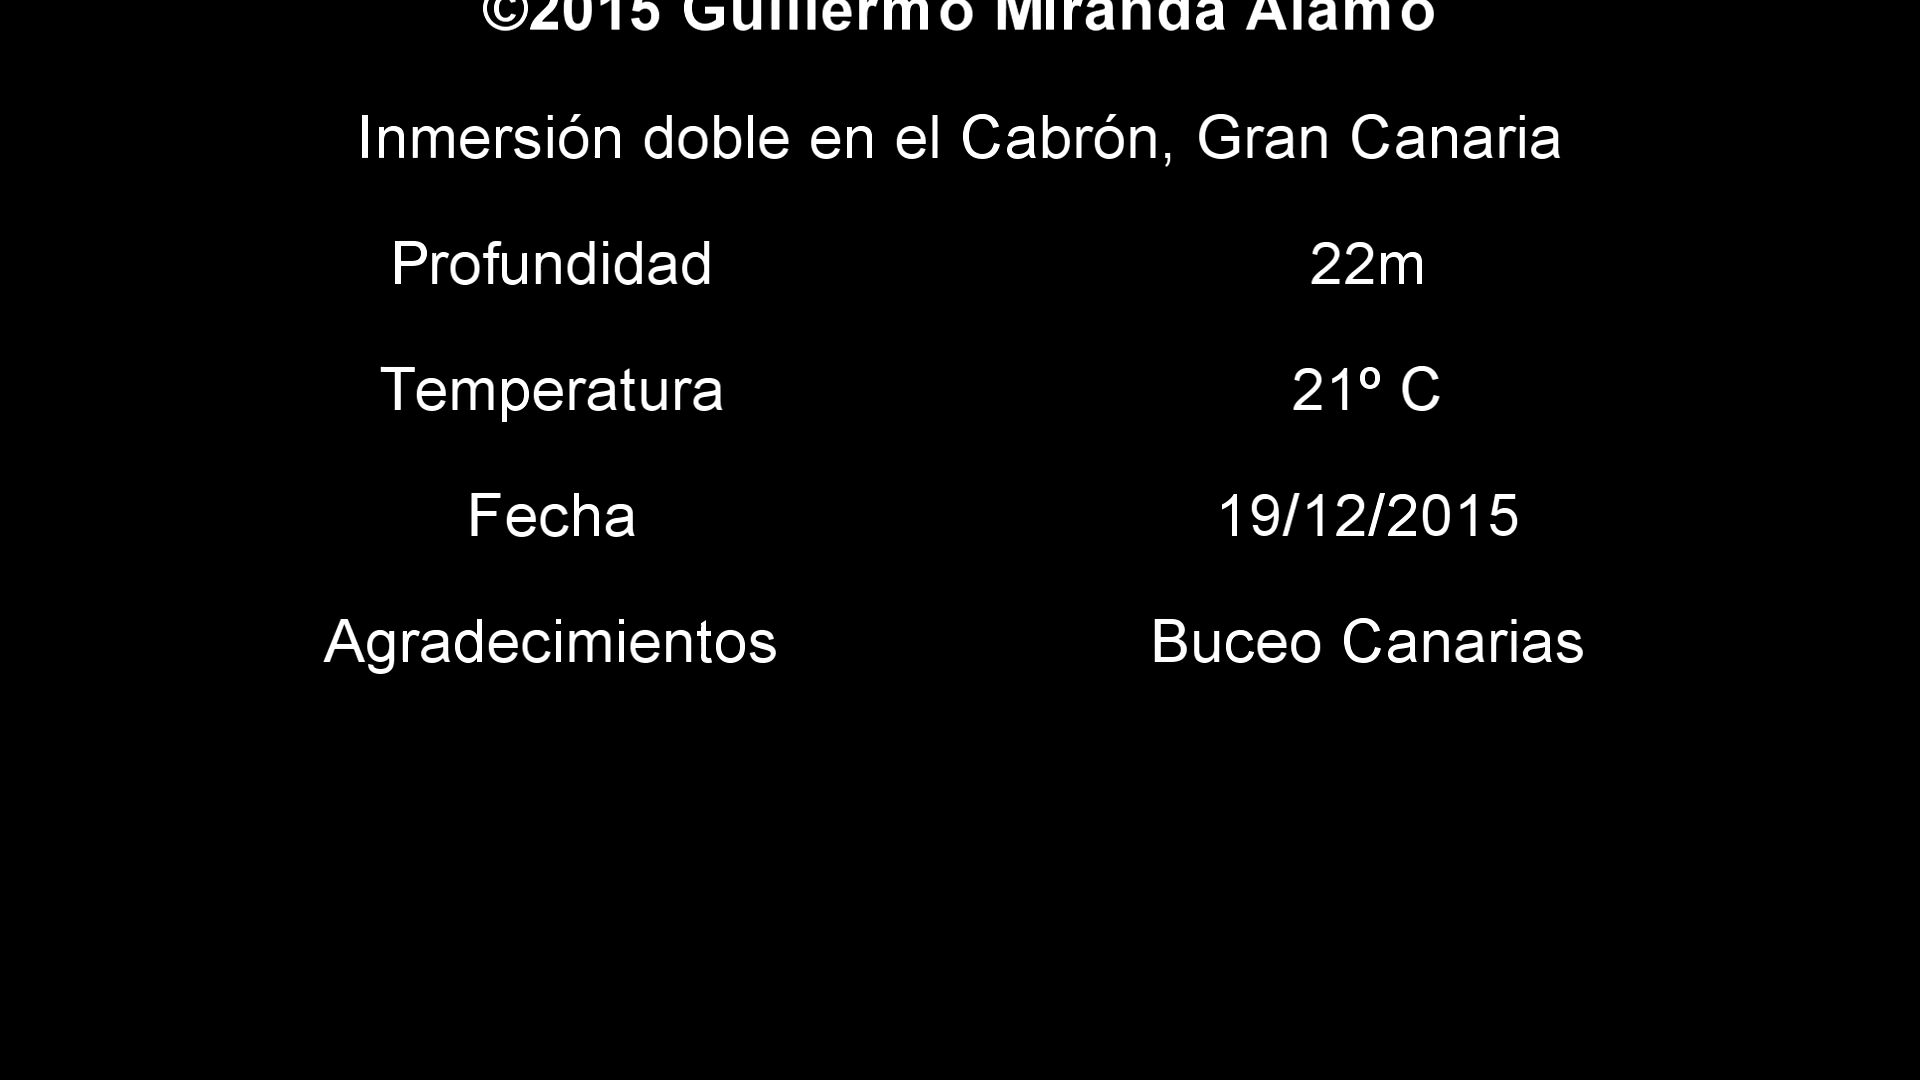 ©2015 Guillermo Miranda Alamo
Inmersión doble en el Cabrón, Gran Canaria
Profundidad 22m
Temperatura 21º C
Fecha 19/12/2015
Agradecimientos Buceo Canarias